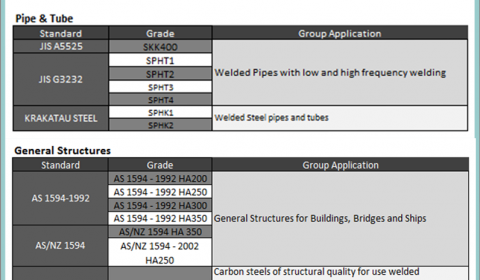 Pipe & Tube
Standard Grade Group Application
JIS A5525 SKK400
JIS G3232 SPHT1
SPHT2
SPHT3
SPHT4
Welded Pipes with low and high frequency welding
KRAKATAU STEEL SPHK1
SPHK2
Welded Steel pipes and tubes
General Structures
Standard Grade Group Application
AS 1594-1992 AS 1594 - 1992 HA200
AS 1594 - 1992 HA250
AS 1594 - 1992 HA300
AS 1594 - 1992 HA350
General Structures for Buildings, Bridges and Ships
AS/NZ 1594 AS/NZ 1594 HA 350
AS/NZ 1594 - 2002
HA250
Carbon steels of structural quality for use welded